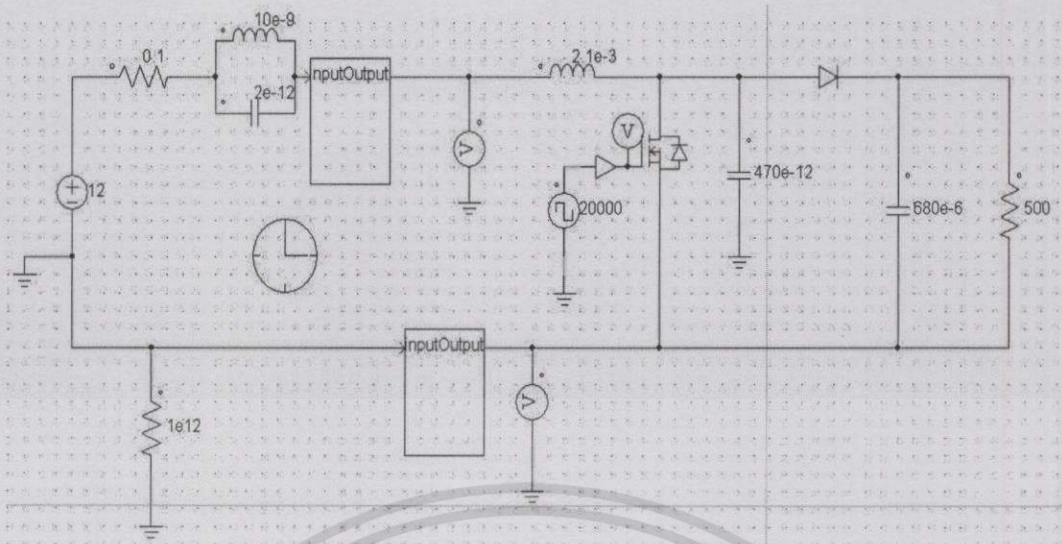 10e-9
0.1
2e-12
nputOutput
2.1e-3
V
V
12
20000
470e-12
680e-6
500
nputOutput
V
1e12